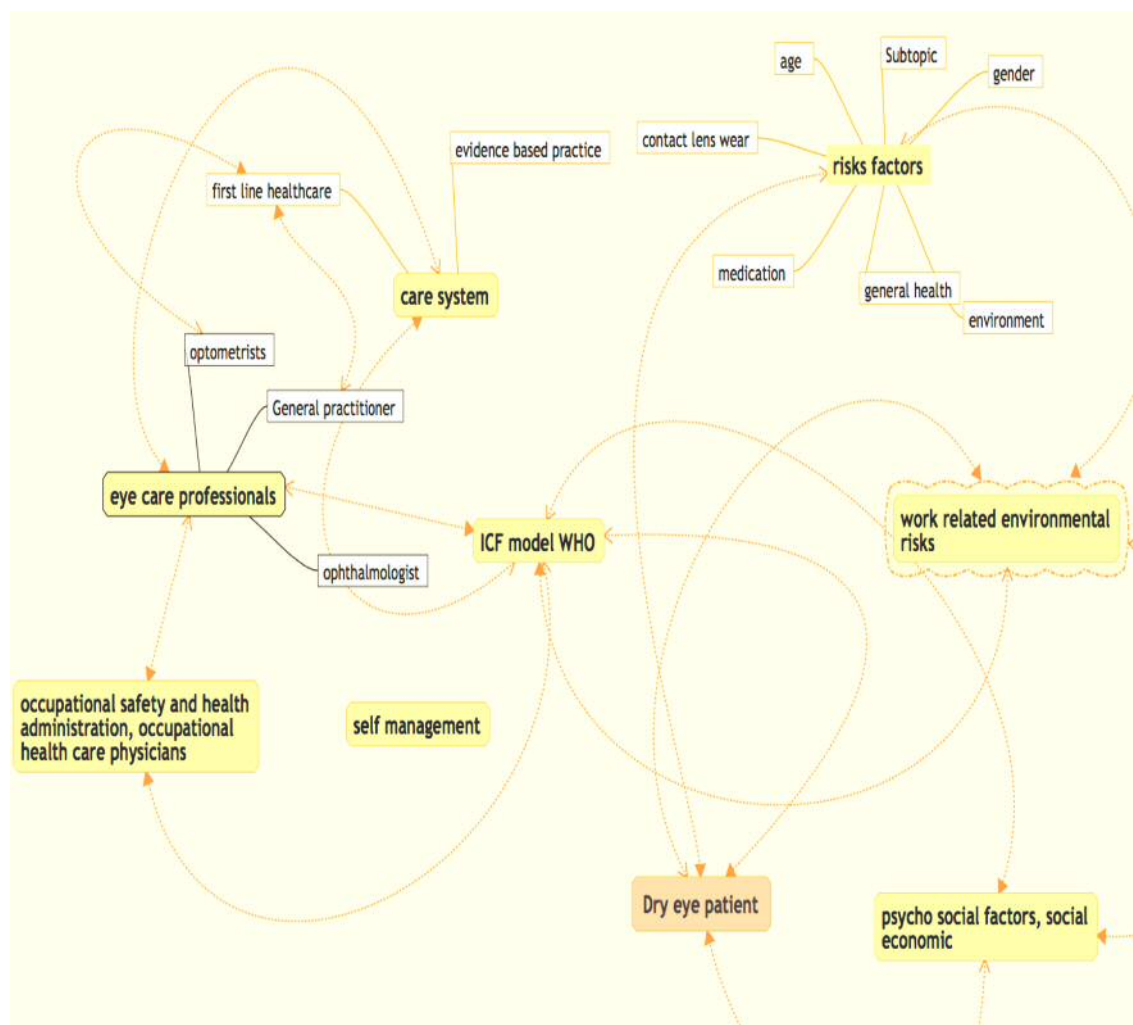 age
Subtopic
gender
contact lens wear
evidence based practice
risks factors
first line healthcare
medication
general health
care system
environment
optometrists
General practitioner
eye care professionals
work related environmental
risks
ICF model WHO
ophthalmologist
occupational safety and health
administration, occupational
health care physicians
self management
Dry eye patient
psycho social factors, social
economic